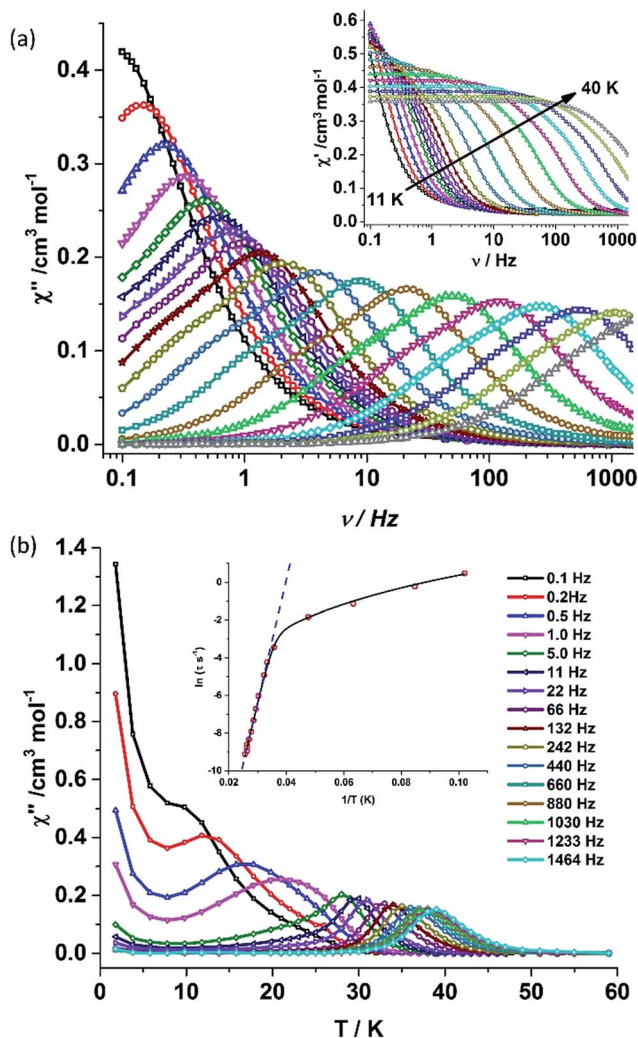 (a)
0.4
0.3
0.2
0.1
0.0
χ'' /cm³ mol⁻¹
0.1
1
10
100
1000
ν / Hz
0.6
0.5
0.4
0.3
0.2
0.1
0.0
χ' /cm³ mol⁻¹
40 K
11 K
0.1
1
10
100
1000
ν / Hz
(b)
1.4
1.2
1.0
0.8
0.6
0.4
0.2
0.0
χ'' /cm³ mol⁻¹
0
-2
-4
-6
-8
-10
ln (τ s⁻¹)
0.02
0.04
0.06
0.08
0.10
1/T (K)
0.1 Hz
0.2Hz
0.5 Hz
1.0 Hz
5.0 Hz
11 Hz
22 Hz
66 Hz
132 Hz
242 Hz
440 Hz
660 Hz
880 Hz
1030 Hz
1233 Hz
1464 Hz
0
10
20
30
40
50
60
T / K